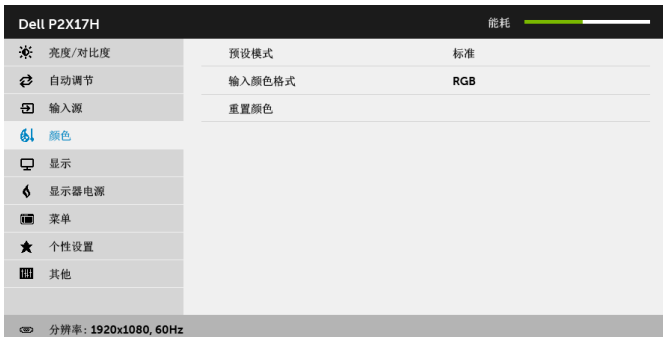 Dell P2X17H 能耗
亮度/对比度 预设模式 标准
自动调节 输入颜色格式 RGB
输入源 重置颜色
颜色
显示
显示器电源
菜单
个性设置
其他
分辨率: 1920x1080, 60Hz